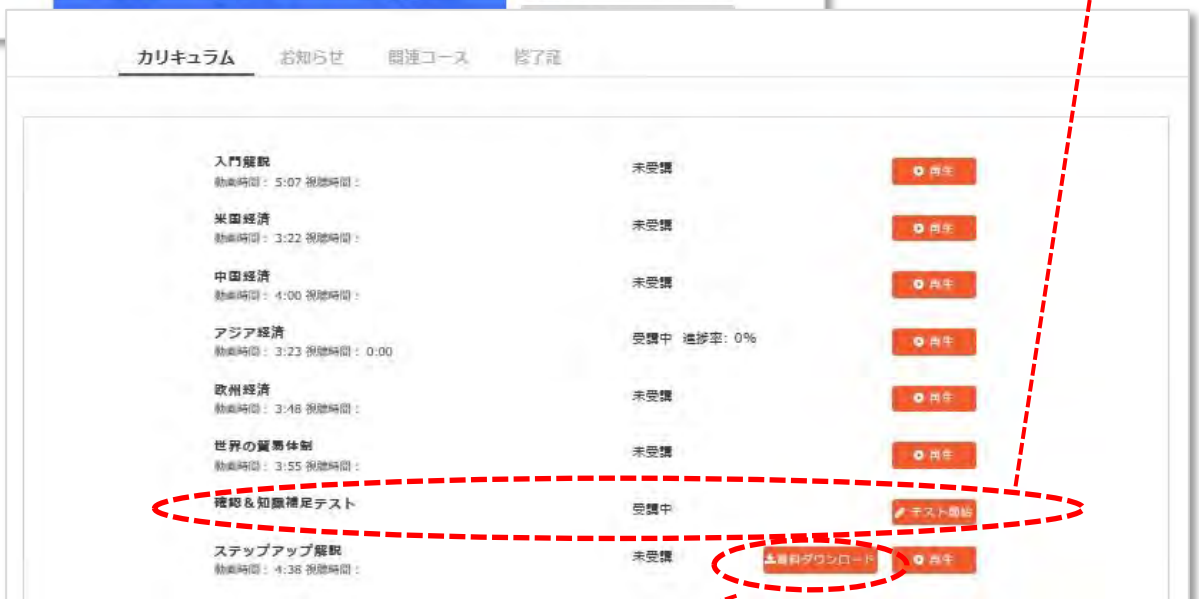 カリキュラム お知らせ 関連コース 修了証
入門解説 未受講 再生
動画時間： 5:07 視聴時間：
米国経済 未受講 再生
動画時間： 3:22 視聴時間：
中国経済 未受講 再生
動画時間： 4:00 視聴時間：
アジア経済 受講中 進捗率: 0% 再生
動画時間： 3:23 視聴時間： 0:00
欧州経済 未受講 再生
動画時間： 3:48 視聴時間：
世界の貿易体制 未受講 再生
動画時間： 3:55 視聴時間：
確認＆知識補足テスト 受講中 テスト開始
ステップアップ解説 未受講 資料ダウンロード 再生
動画時間： 4:38 視聴時間：